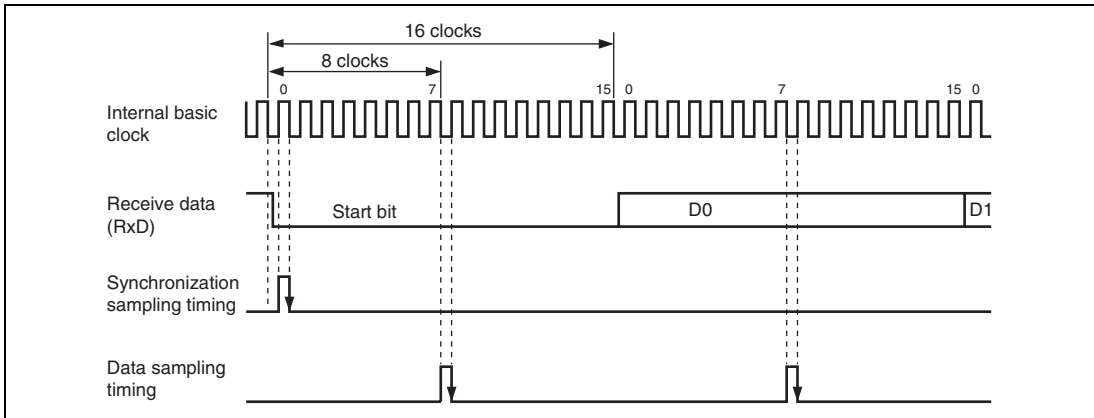 16 clocks
8 clocks
0 7 15 0 7 15 0
Internal basic
clock
Receive data
(RxD)
Start bit D0 D1
Synchronization
sampling timing
Data sampling
timing